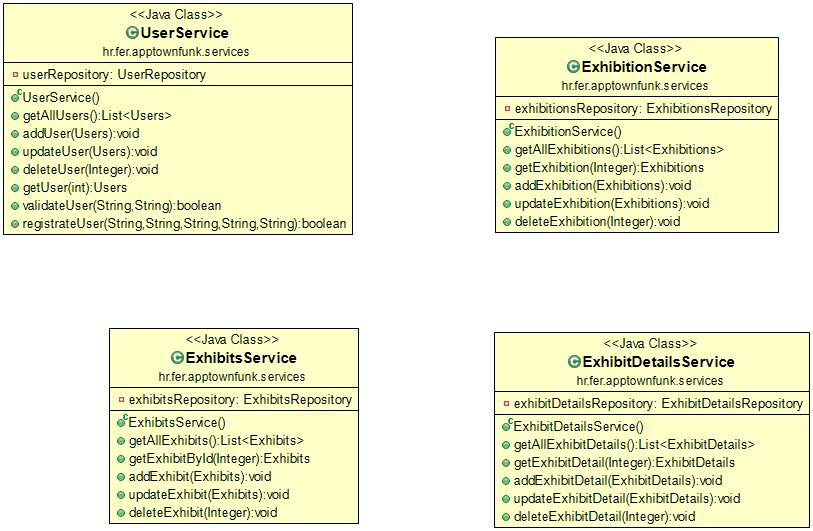 <<Java Class>>
UserService
hr.fer.apptownfunk.services
userRepository: UserRepository
UserService()
getAllUsers():List<Users>
addUser(Users):void
updateUser(Users):void
deleteUser(Integer):void
getUser(int):Users
validateUser(String,String):boolean
registrateUser(String,String,String,String,String):boolean
<<Java Class>>
ExhibitionService
hr.fer.apptownfunk.services
exhibitionsRepository: ExhibitionsRepository
ExhibitionService()
getAllExhibitions():List<Exhibitions>
getExhibition(Integer):Exhibitions
addExhibition(Exhibitions):void
updateExhibition(Exhibitions):void
deleteExhibition(Integer):void
<<Java Class>>
ExhibitsService
hr.fer.apptownfunk.services
exhibitsRepository: ExhibitsRepository
ExhibitsService()
getAllExhibits():List<Exhibits>
getExhibitById(Integer):Exhibits
addExhibit(Exhibits):void
updateExhibit(Exhibits):void
deleteExhibit(Integer):void
<<Java Class>>
ExhibitDetailsService
hr.fer.apptownfunk.services
exhibitDetailsRepository: ExhibitDetailsRepository
ExhibitDetailsService()
getAllExhibitDetails():List<ExhibitDetails>
getExhibitDetail(Integer):ExhibitDetails
addExhibitDetail(ExhibitDetails):void
updateExhibitDetail(ExhibitDetails):void
deleteExhibitDetail(Integer):void